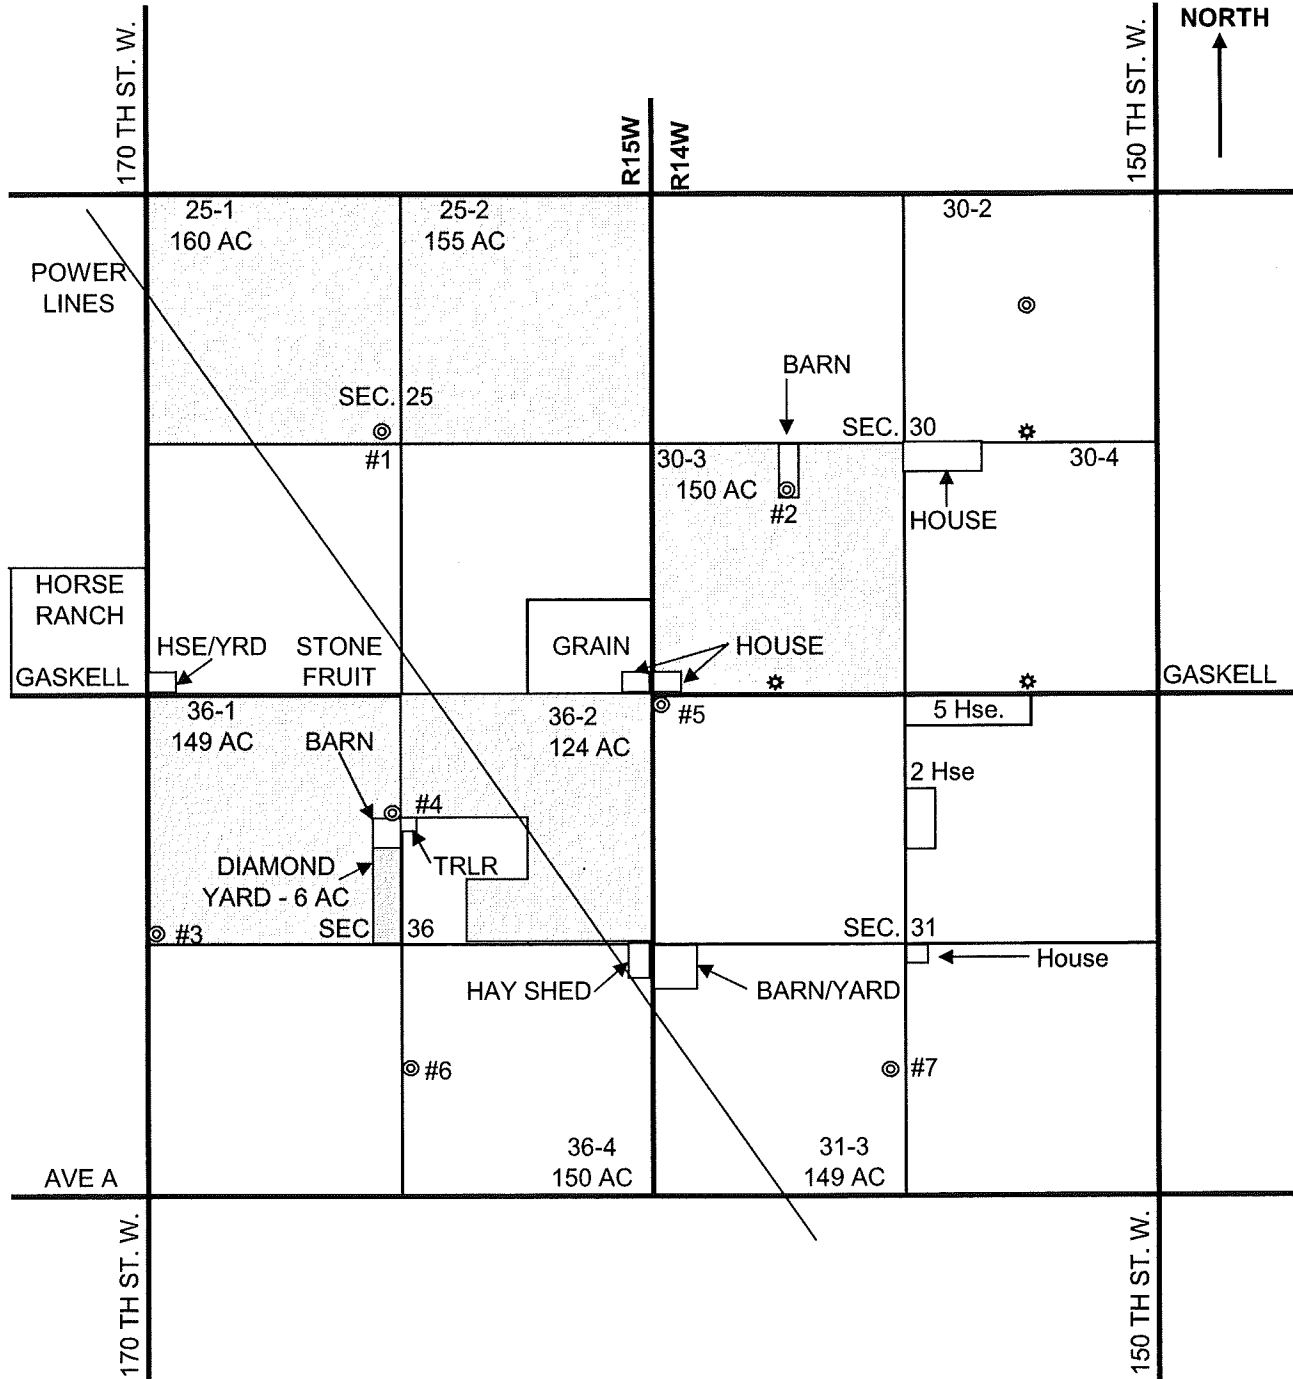 NORTH
170 TH ST. W.
R15W
R14W
150 TH ST. W.
25-1
160 AC
25-2
155 AC
30-2
POWER
LINES
BARN
SEC. 25
SEC. 30
#1
30-3
150 AC
30-4
#2
HOUSE
HORSE
RANCH
HSE/YRD
STONE
FRUIT
GRAIN
HOUSE
GASKELL
GASKELL
36-1
149 AC
36-2
124 AC
#5
5 Hse.
BARN
2 Hse
#4
DIAMOND
YARD - 6 AC
TRLR
#3
SEC 36
SEC. 31
House
HAY SHED
BARN/YARD
#6
#7
36-4
150 AC
31-3
149 AC
AVE A
170 TH ST. W.
150 TH ST. W.